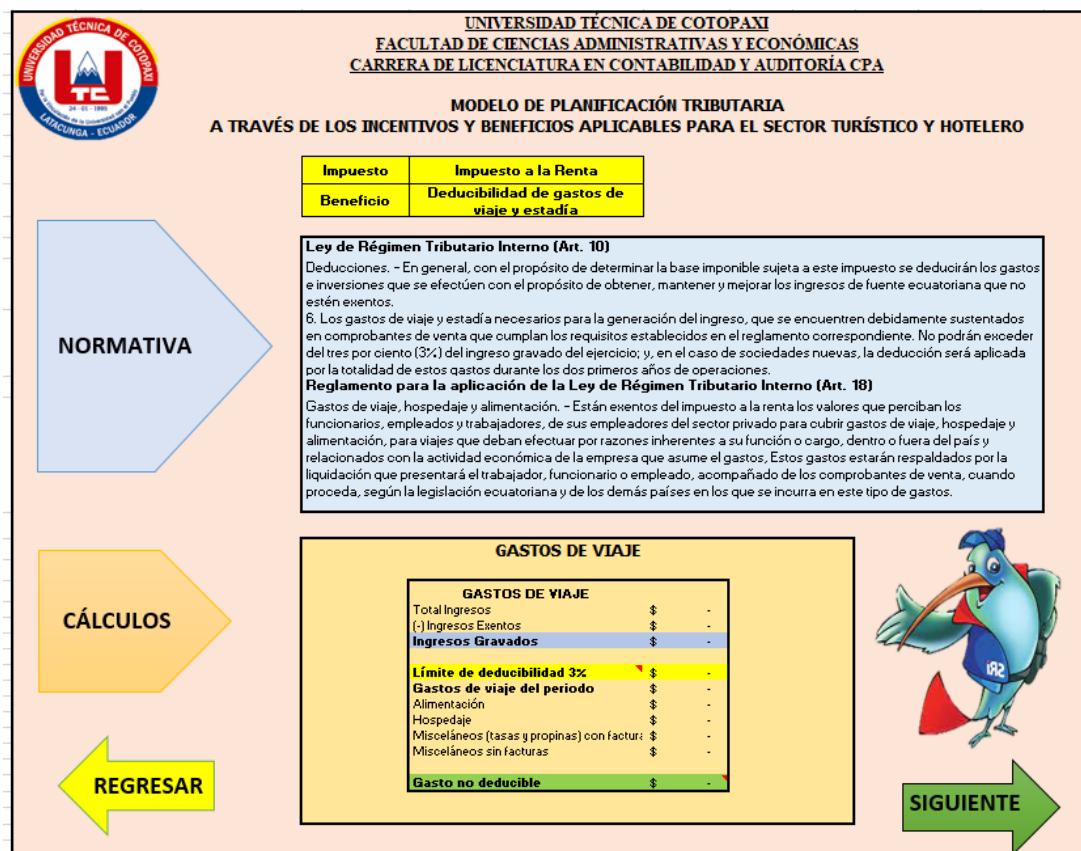 UNIVERSIDAD TÉCNICA DE COTOPAXI
FACULTAD DE CIENCIAS ADMINISTRATIVAS Y ECONÓMICAS
CARRERA DE LICENCIATURA EN CONTABILIDAD Y AUDITORÍA CPA
UNIVERSIDAD TÉCNICA DE COTOPAXI
UTC
24 - 01 - 1995
LATACUNGA - ECUADOR
MODELO DE PLANIFICACIÓN TRIBUTARIA
A TRAVÉS DE LOS INCENTIVOS Y BENEFICIOS APLICABLES PARA EL SECTOR TURÍSTICO Y HOTELERO
Impuesto Impuesto a la Renta
Beneficio Deducibilidad de gastos de
viaje y estadía
NORMATIVA
Ley de Régimen Tributario Interno (Art. 10)
Deducciones. - En general, con el propósito de determinar la base imponible sujeta a este impuesto se deducirán los gastos
e inversiones que se efectúen con el propósito de obtener, mantener y mejorar los ingresos de fuente ecuatoriana que no
estén exentos.
6. Los gastos de viaje y estadía necesarios para la generación del ingreso, que se encuentren debidamente sustentados
en comprobantes de venta que cumplan los requisitos establecidos en el reglamento correspondiente. No podrán exceder
del tres por ciento (3%) del ingreso gravado del ejercicio; y, en el caso de sociedades nuevas, la deducción será aplicada
por la totalidad de estos gastos durante los dos primeros años de operaciones.
Reglamento para la aplicación de la Ley de Régimen Tributario Interno (Art. 18)
Gastos de viaje, hospedaje y alimentación. - Están exentos del impuesto a la renta los valores que perciban los
funcionarios, empleados y trabajadores, de sus empleadores del sector privado para cubrir gastos de viaje, hospedaje y
alimentación, para viajes que deban efectuar por razones inherentes a su función o cargo, dentro o fuera del país y
relacionados con la actividad económica de la empresa que asume el gastos, Estos gastos estarán respaldados por la
liquidación que presentará el trabajador, funcionario o empleado, acompañado de los comprobantes de venta, cuando
proceda, según la legislación ecuatoriana y de los demás países en los que se incurra en este tipo de gastos.
CÁLCULOS
GASTOS DE VIAJE
GASTOS DE VIAJE
Total Ingresos $ -
(-) Ingresos Exentos $ -
Ingresos Gravados $ -
Límite de deducibilidad 3% $ -
Gastos de viaje del periodo $ -
Alimentación $ -
Hospedaje $ -
Misceláneos (tasas y propinas) con factura $ -
Misceláneos sin facturas $ -
Gasto no deducible $ -
SRi
REGRESAR
SIGUIENTE